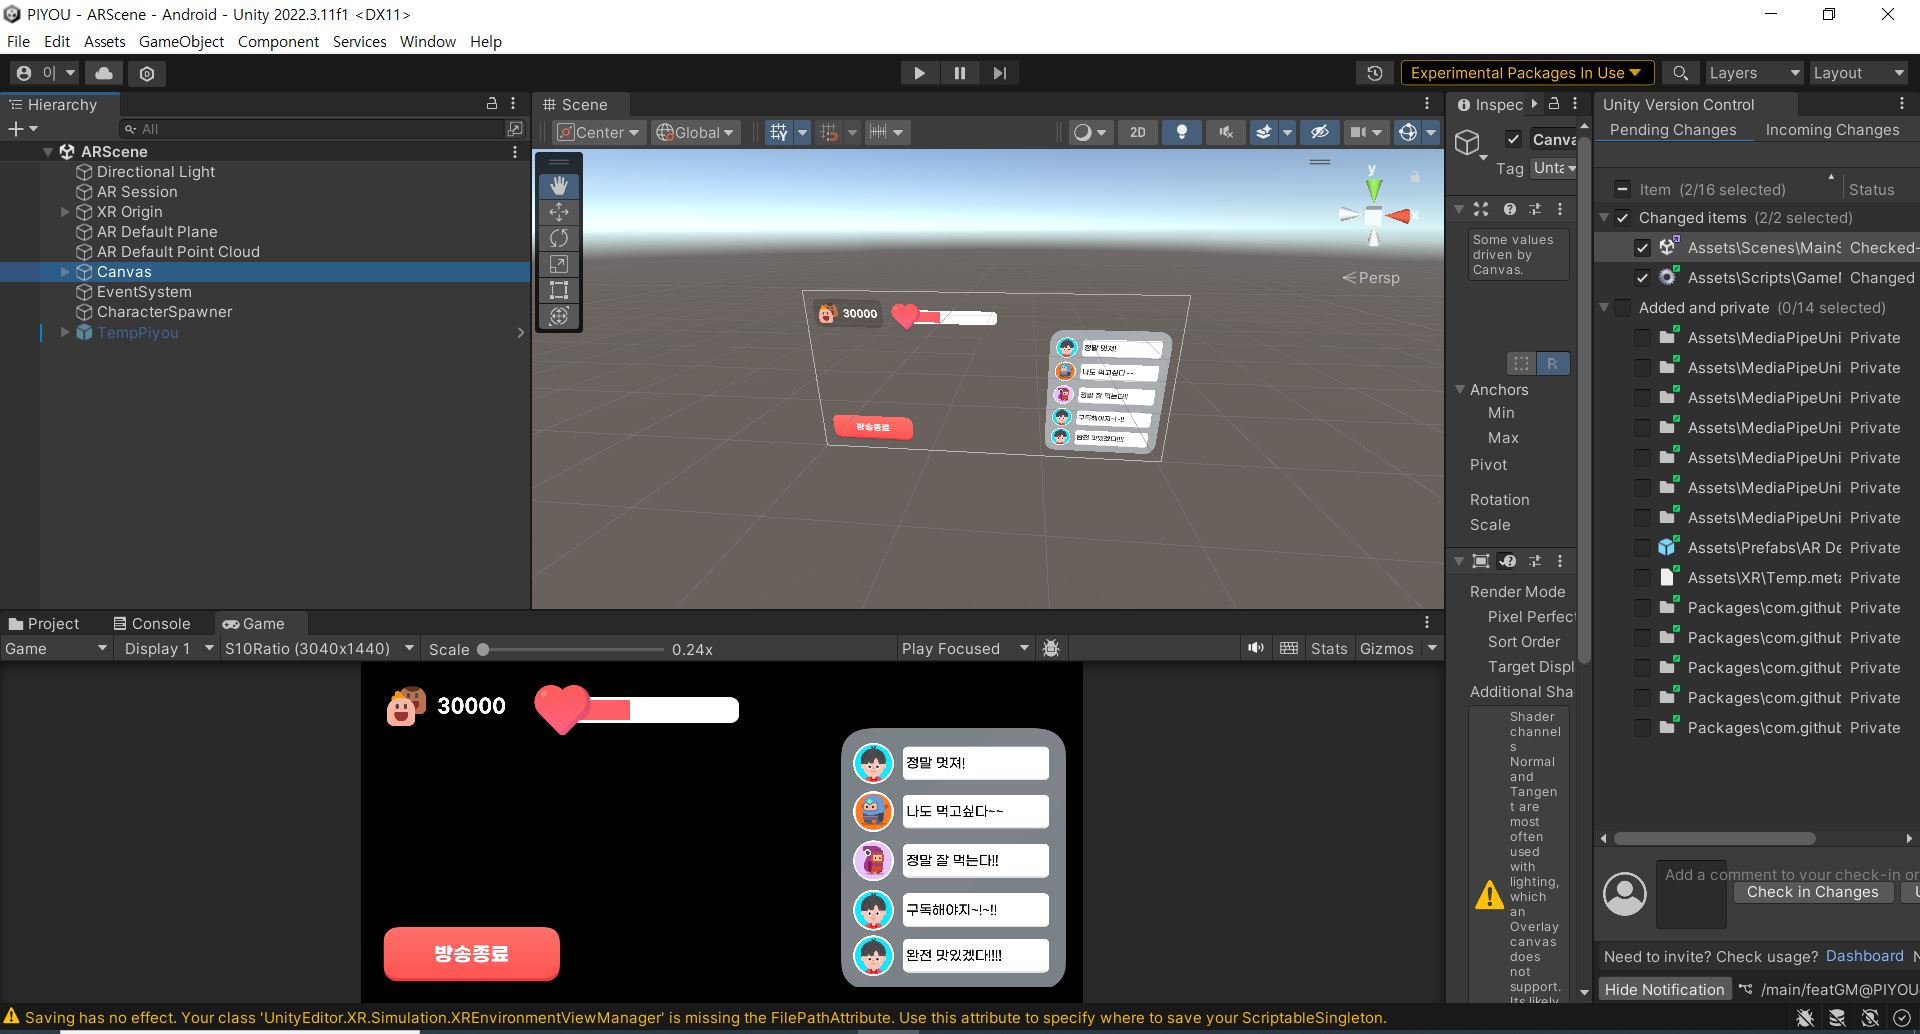 PIYOU - ARScene - Android - Unity 2022.3.11f1 <DX11>
File Edit Assets GameObject Component Services Window Help
Experimental Packages In Use
Layers
Layout
Hierarchy
All
ARScene
Directional Light
AR Session
XR Origin
AR Default Plane
AR Default Point Cloud
Canvas
EventSystem
CharacterSpawner
TempPiyou
Scene
Center
Global
2D
y
x
Persp
30000
정말 멋져!
나도 먹고싶다~~
정말 잘 먹는다!!
구독해야지~!~!!
완전 맛있겠다!!!!
방송종료
Inspec
Canva
Tag Unta
Some values
driven by
Canvas.
R
Anchors
Min
Max
Pivot
Rotation
Scale
Render Mode
Pixel Perfect
Sort Order
Target Displ
Additional Sha
Shader
channel
s
Normal
and
Tangen
t are
most
often
used
with
lighting,
which
an
Overlay
canvas
does
not
support.
Its likely
Unity Version Control
Pending Changes Incoming Changes
Item (2/16 selected) Status
Changed items (2/2 selected)
Assets\Scenes\MainS Checked-
Assets\Scripts\GameM Changed
Added and private (0/14 selected)
Assets\MediaPipeUni Private
Assets\MediaPipeUni Private
Assets\MediaPipeUni Private
Assets\MediaPipeUni Private
Assets\MediaPipeUni Private
Assets\MediaPipeUni Private
Assets\MediaPipeUni Private
Assets\Prefabs\AR De Private
Assets\XR\Temp.meta Private
Packages\com.github Private
Packages\com.github Private
Packages\com.github Private
Packages\com.github Private
Packages\com.github Private
Add a comment to your check-in or
Check in Changes
Need to invite? Check usage? Dashboard
Hide Notification /main/featGM@PIYOU
Project Console Game
Game Display 1 S10Ratio (3040x1440) Scale 0.24x Play Focused Stats Gizmos
30000
정말 멋져!
나도 먹고싶다~~
정말 잘 먹는다!!
구독해야지~!~!!
완전 맛있겠다!!!!
방송종료
Saving has no effect. Your class 'UnityEditor.XR.Simulation.XREnvironmentViewManager' is missing the FilePathAttribute. Use this attribute to specify where to save your ScriptableSingleton.